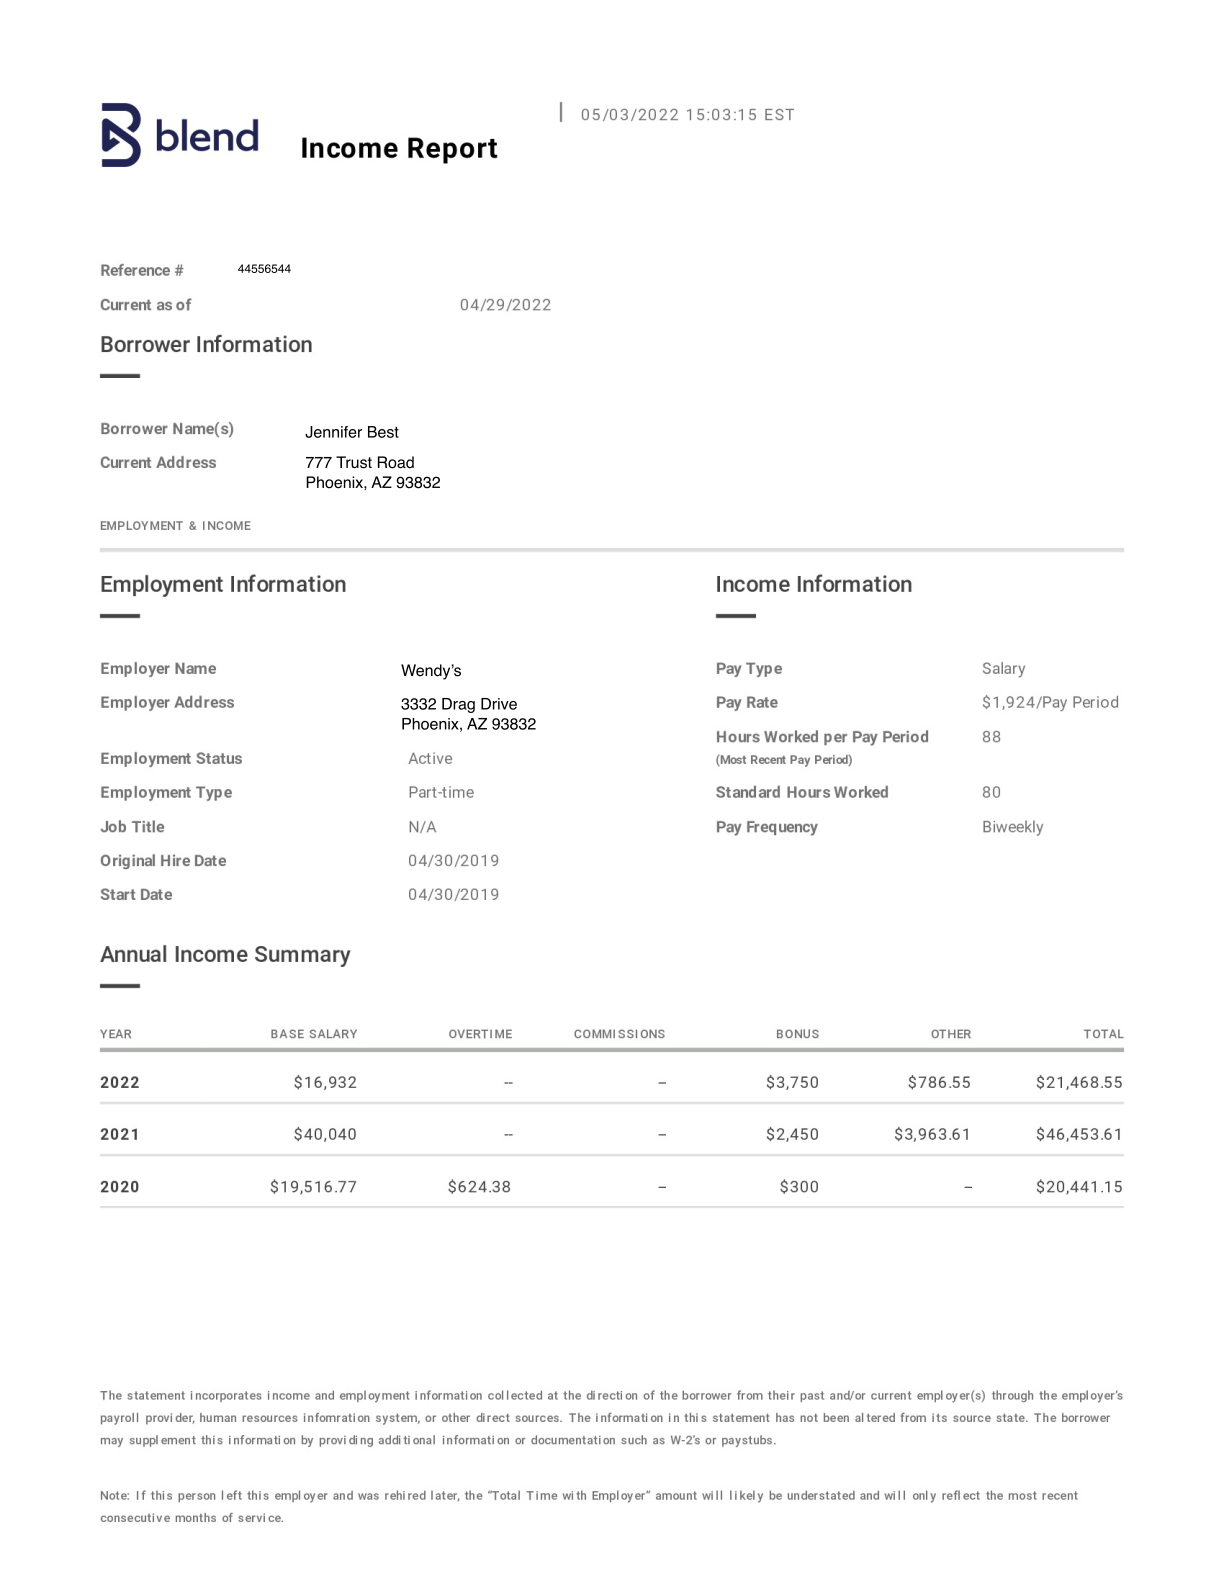 blend
Income Report
| 05/03/2022 15:03:15 EST
Reference # 44556544
Current as of 04/29/2022
Borrower Information
Borrower Name(s) Jennifer Best
Current Address 777 Trust Road
Phoenix, AZ 93832
EMPLOYMENT & INCOME
Employment Information
Employer Name Wendy’s
Employer Address 3332 Drag Drive
Phoenix, AZ 93832
Employment Status Active
Employment Type Part-time
Job Title N/A
Original Hire Date 04/30/2019
Start Date 04/30/2019
Income Information
Pay Type Salary
Pay Rate $1,924/Pay Period
Hours Worked per Pay Period 88
(Most Recent Pay Period)
Standard Hours Worked 80
Pay Frequency Biweekly
Annual Income Summary
YEAR BASE SALARY OVERTIME COMMISSIONS BONUS OTHER TOTAL
2022 $16,932 -- – $3,750 $786.55 $21,468.55
2021 $40,040 -- – $2,450 $3,963.61 $46,453.61
2020 $19,516.77 $624.38 – $300 – $20,441.15
The statement incorporates income and employment information collected at the direction of the borrower from their past and/or current employer(s) through the employer’s
payroll provider, human resources infomration system, or other direct sources. The information in this statement has not been altered from its source state. The borrower
may supplement this information by providing additional information or documentation such as W-2’s or paystubs.
Note: If this person left this employer and was rehired later, the “Total Time with Employer” amount will likely be understated and will only reflect the most recent
consecutive months of service.